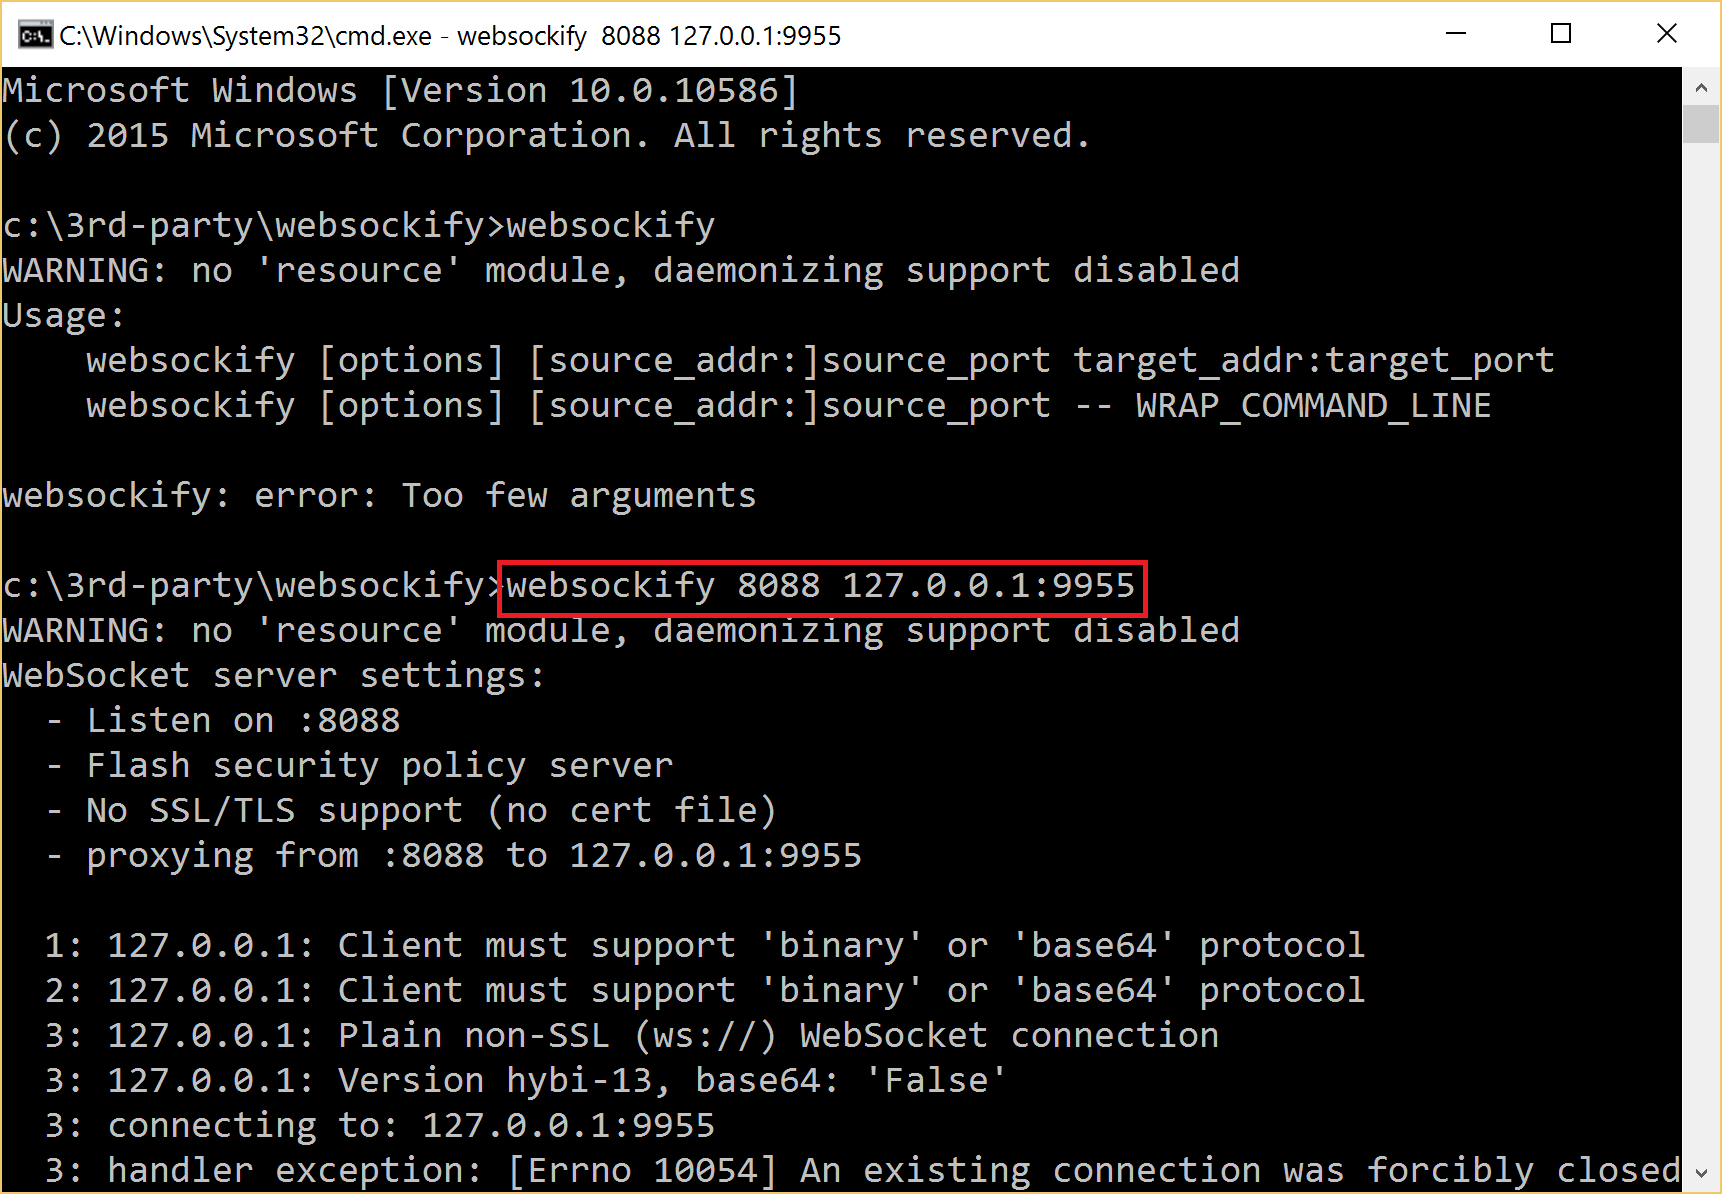 C:\Windows\System32\cmd.exe - websockify  8088 127.0.0.1:9955
Microsoft Windows [Version 10.0.10586]
(c) 2015 Microsoft Corporation. All rights reserved.
c:\3rd-party\websockify>websockify
WARNING: no 'resource' module, daemonizing support disabled
Usage:
    websockify [options] [source_addr:]source_port target_addr:target_port
    websockify [options] [source_addr:]source_port -- WRAP_COMMAND_LINE
websockify: error: Too few arguments
c:\3rd-party\websockify>websockify 8088 127.0.0.1:9955
WARNING: no 'resource' module, daemonizing support disabled
WebSocket server settings:
  - Listen on :8088
  - Flash security policy server
  - No SSL/TLS support (no cert file)
  - proxying from :8088 to 127.0.0.1:9955
  1: 127.0.0.1: Client must support 'binary' or 'base64' protocol
  2: 127.0.0.1: Client must support 'binary' or 'base64' protocol
  3: 127.0.0.1: Plain non-SSL (ws://) WebSocket connection
  3: 127.0.0.1: Version hybi-13, base64: 'False'
  3: connecting to: 127.0.0.1:9955
  3: handler exception: [Errno 10054] An existing connection was forcibly closed